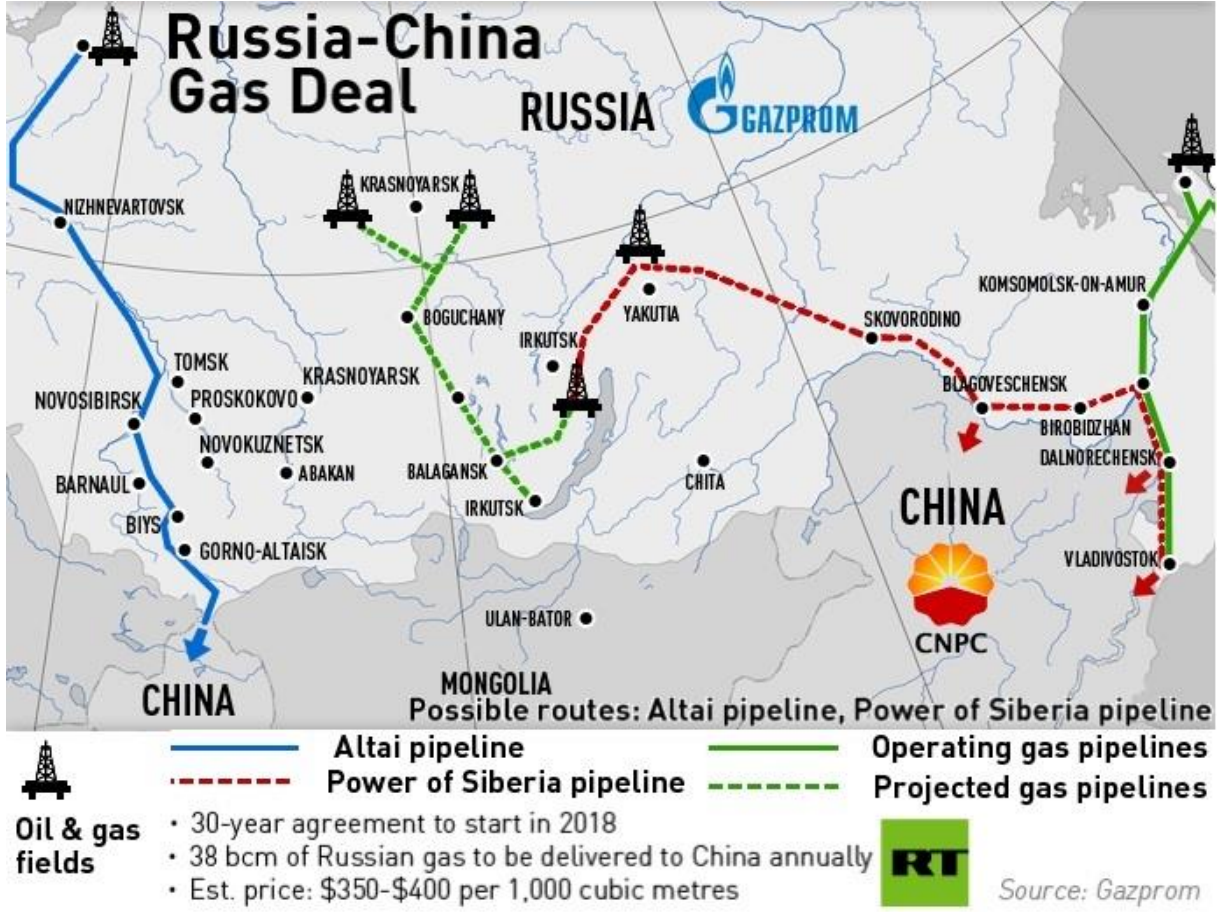 Russia-China
Gas Deal
RUSSIA
GAZPROM
KRASNOYARSK
NIZHNEVARTOVSK
KOMSOMOLSK-ON-AMUR
BOGUCHANY
YAKUTIA
SKOVORODINO
IRKUTSK
TOMSK
KRASNOYARSK
BLAGOVESCHENSK
NOVOSIBIRSK
PROSKOKOVO
BIROBIDZHAN
NOVOKUZNETSK
DALNORECHENSK
BALAGANSK
ABAKAN
CHITA
BARNAUL
IRKUTSK
CHINA
BIYS
GORNO-ALTAISK
VLADIVOSTOK
ULAN-BATOR
CNPC
MONGOLIA
CHINA
Possible routes: Altai pipeline, Power of Siberia pipeline
Altai pipeline
Operating gas pipelines
Power of Siberia pipeline
Projected gas pipelines
Oil & gas
fields
• 30-year agreement to start in 2018
• 38 bcm of Russian gas to be delivered to China annually
• Est. price: $350-$400 per 1,000 cubic metres
RT
Source: Gazprom